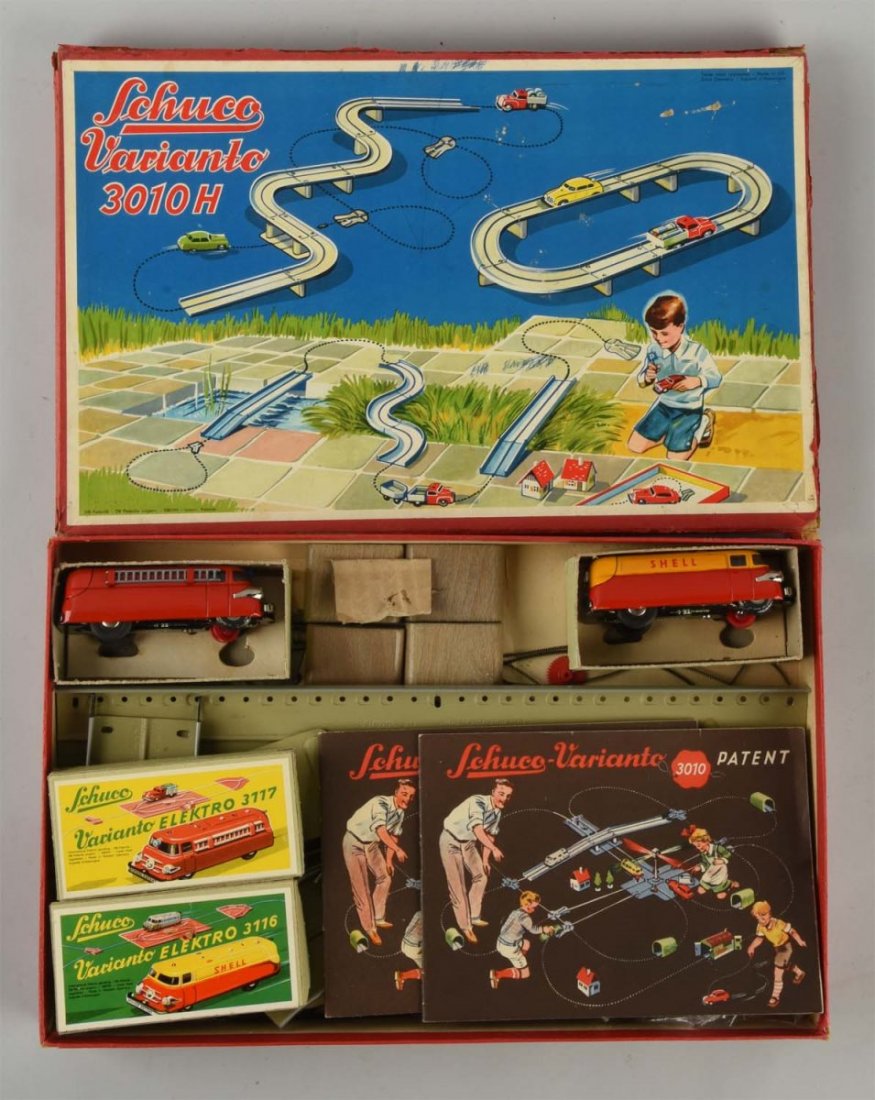 Schuco
Varianto
3010 H
SHELL
Schuco
Varianto ELEKTRO 3117
Schuco
Varianto ELEKTRO 3116
SHELL
Schuco
Schuco-Varianto 3010 PATENT